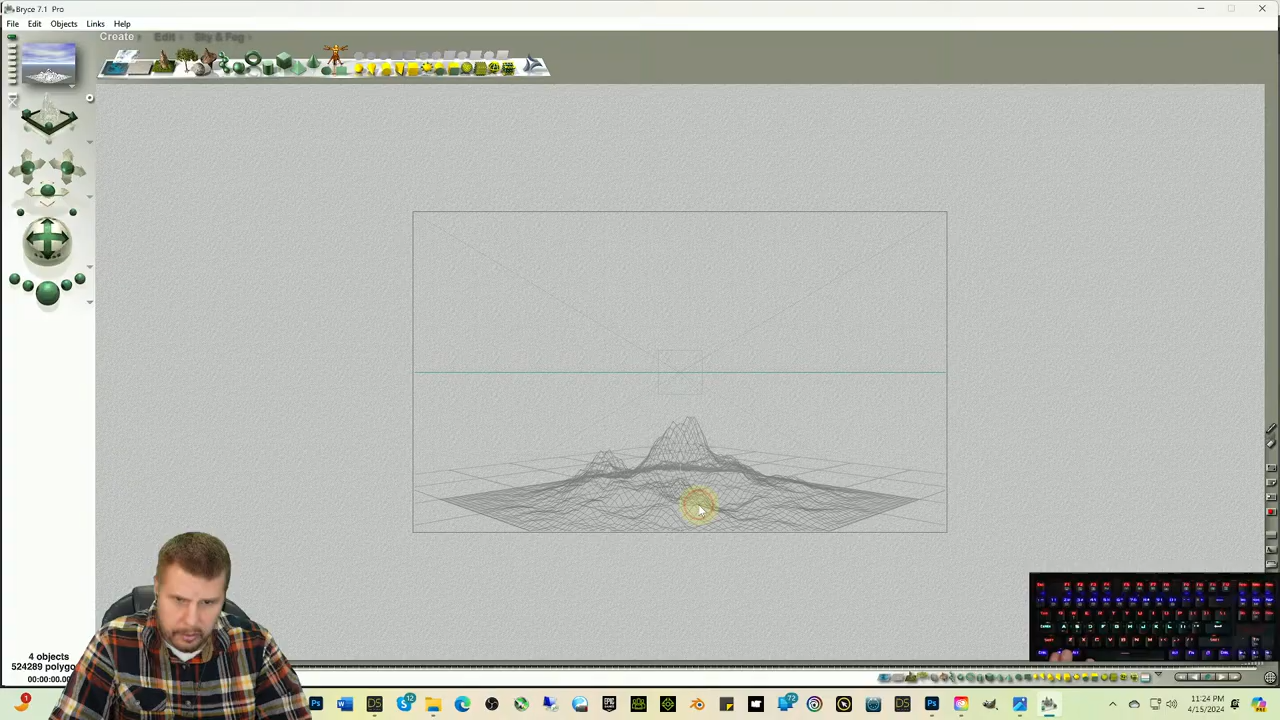 Bryce 7.1 Pro
File Edit Objects Links Help
Create Edit Sky & Fog
4 objects
524289 polygo
00:00:00.00
11:24 PM
4/15/2024